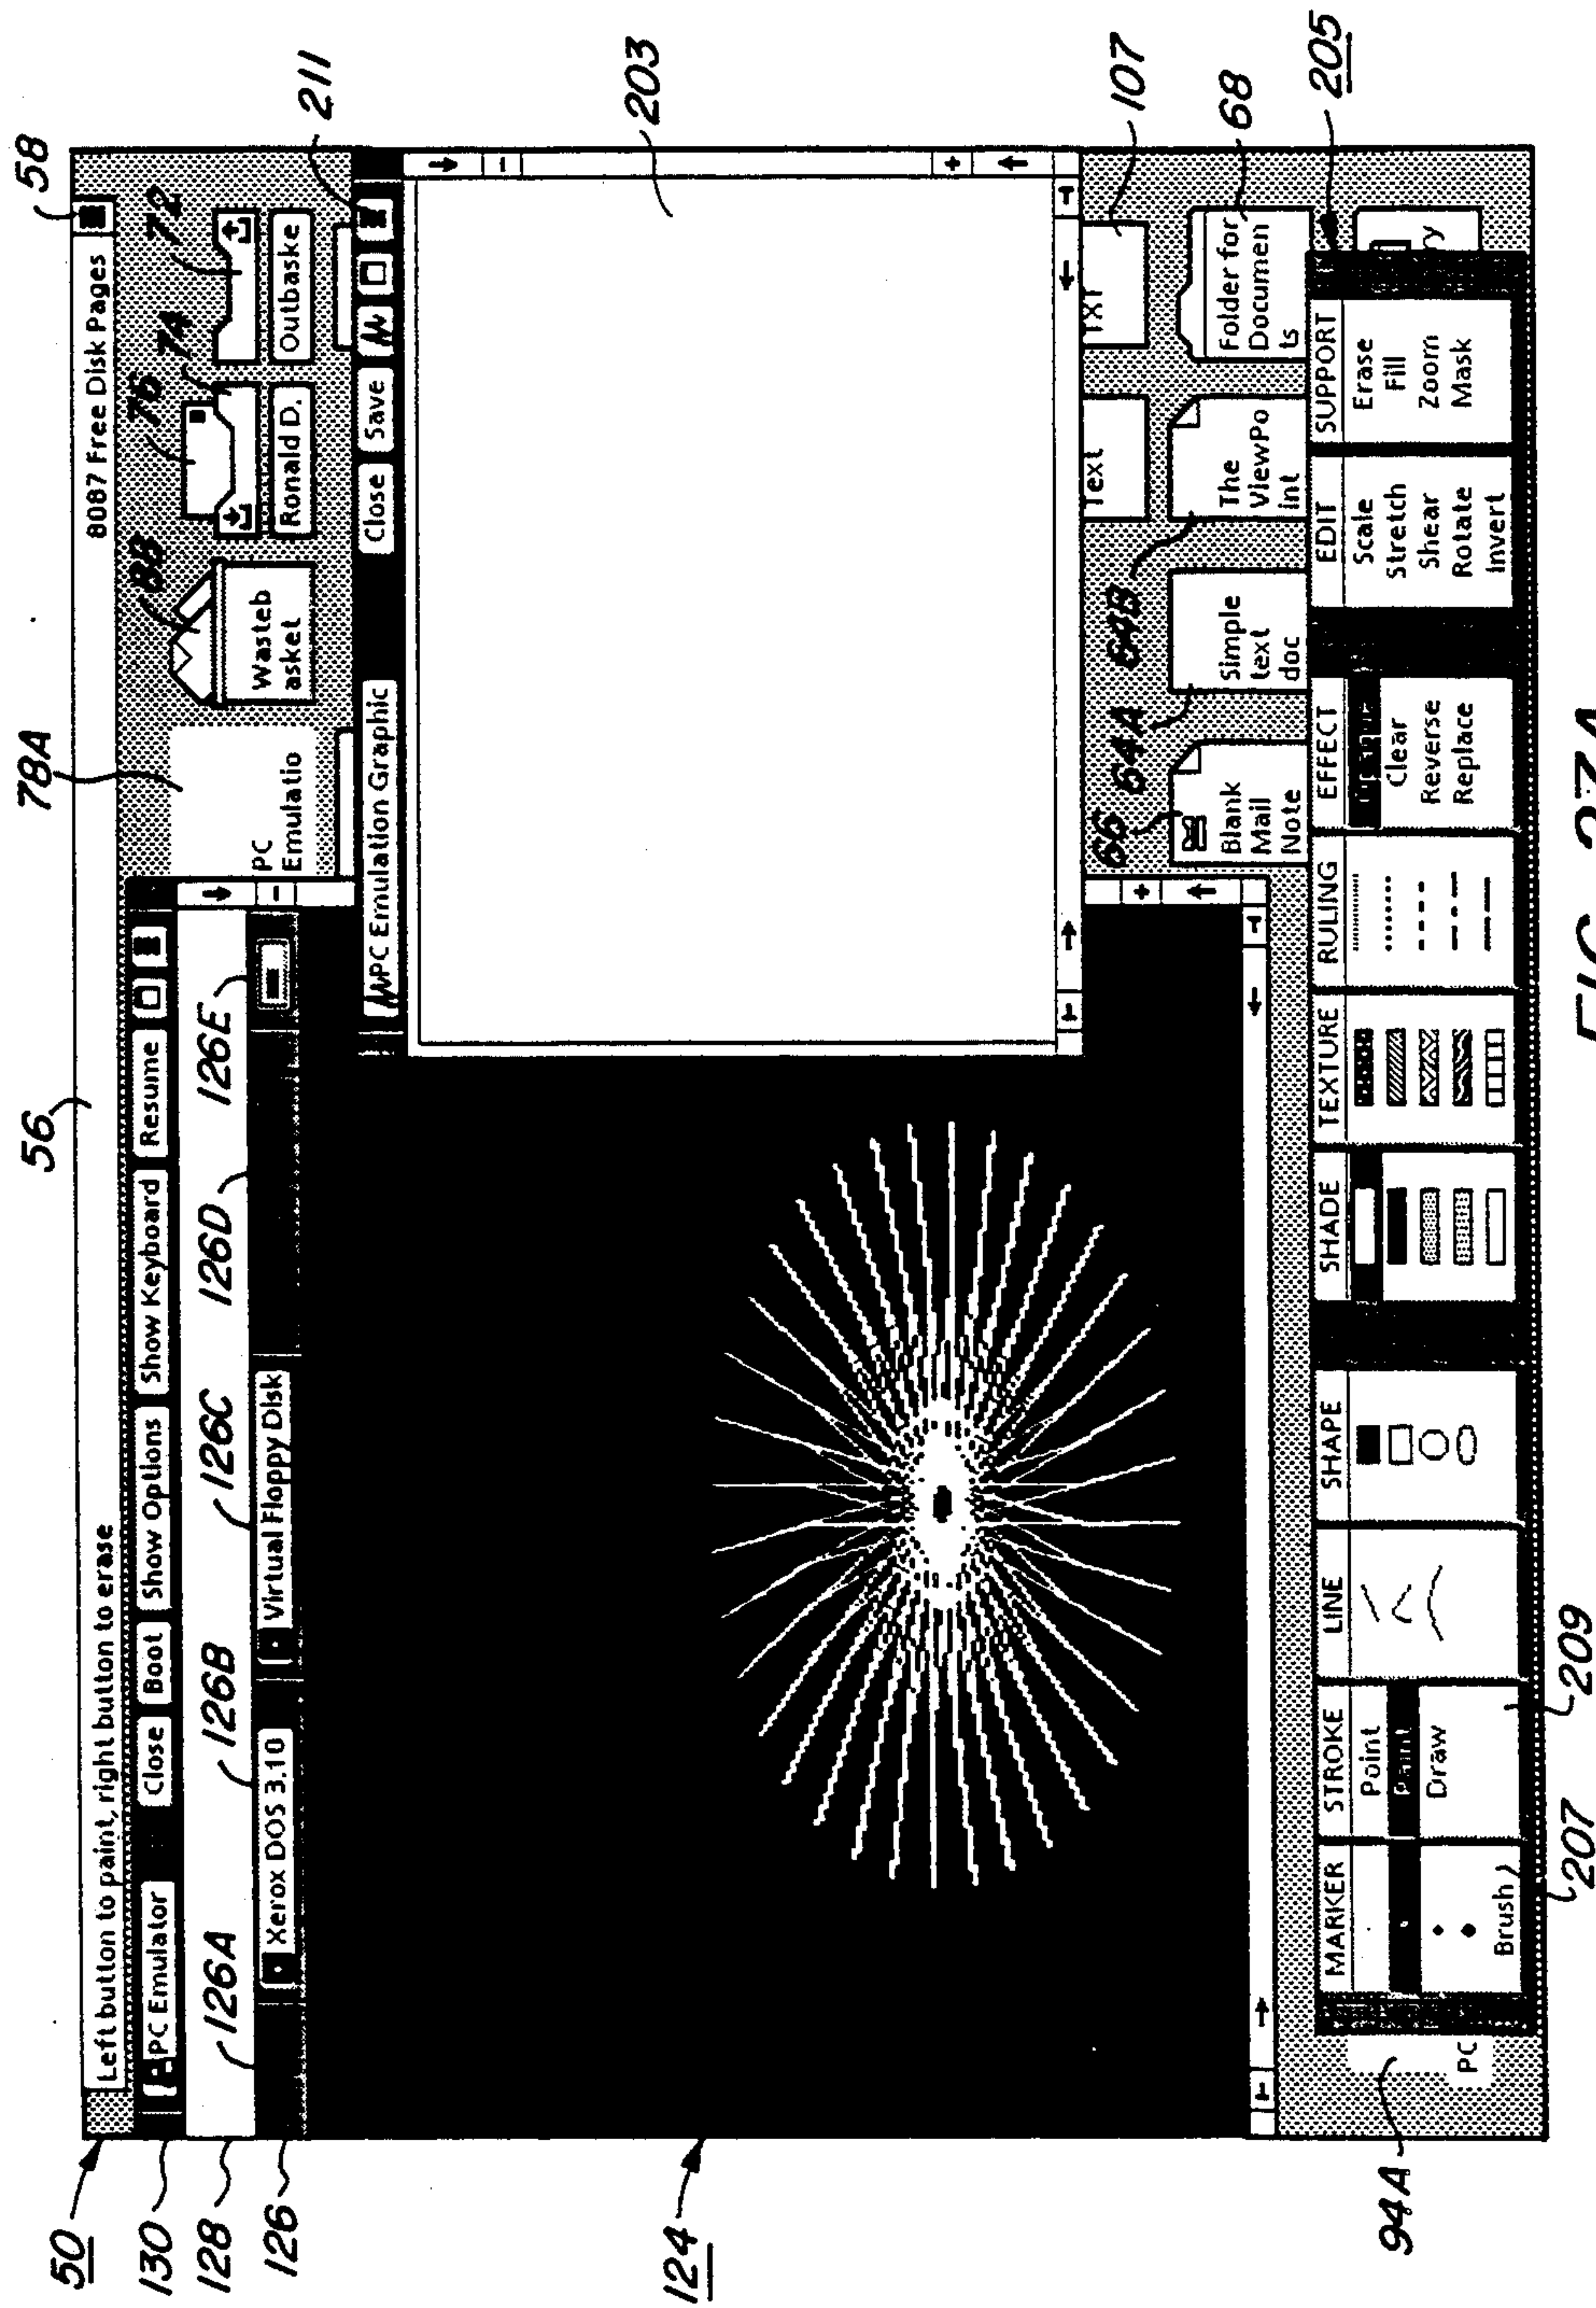 58
56
78A
88
76
74
72
211
Left button to paint, right button to erase
8087 Free Disk Pages
50
130
128
126
PC Emulator
Close
Boot
Show Options
Show Keyboard
Resume
126A
126B
126C
126D
126E
Xerox DOS 3.10
Virtual Floppy Disk
PC
Emulatio
Wasteb
asket
Ronald D.
Outbaske
PC Emulation Graphic
Close
Save
203
124
Text
TXT
107
66
64A
64B
68
Blank
Mail
Note
Simple
text
doc
The
ViewPo
int
Folder for
Documen
ts
205
ry
94A
PC
MARKER
Brush
STROKE
Point
Paint
Draw
LINE
SHAPE
SHADE
TEXTURE
RULING
EFFECT
Clear
Reverse
Replace
EDIT
Scale
Stretch
Shear
Rotate
Invert
SUPPORT
Erase
Fill
Zoom
Mask
207
209